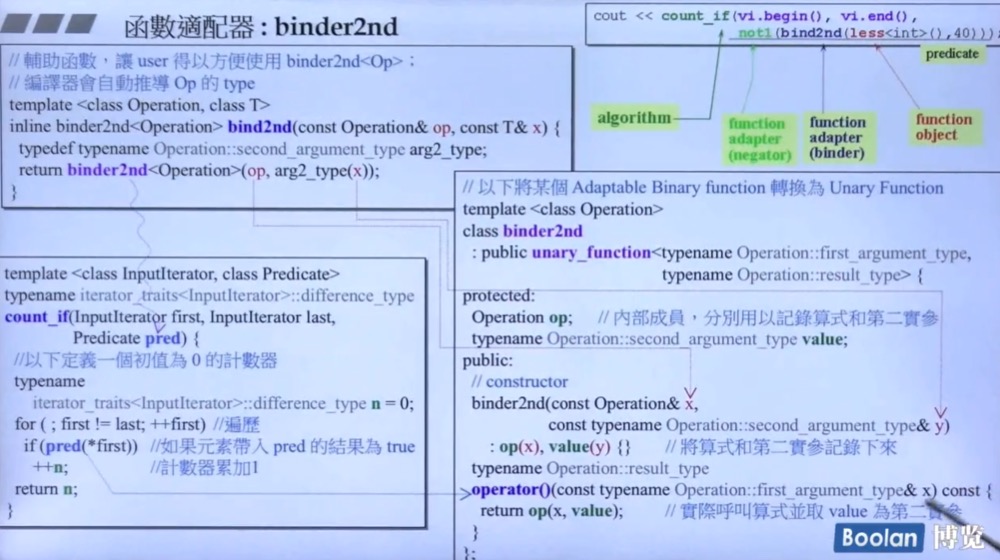 函數適配器 : binder2nd
cout << count_if(vi.begin(), vi.end(),
not1(bind2nd(less<int>(),40)));
predicate
algorithm
function
adapter
(negator)
function
adapter
(binder)
function
object
// 輔助函數，讓 user 得以方便使用 binder2nd<Op>；
// 編譯器會自動推導 Op 的 type
template <class Operation, class T>
inline binder2nd<Operation> bind2nd(const Operation& op, const T& x) {
typedef typename Operation::second_argument_type arg2_type;
return binder2nd<Operation>(op, arg2_type(x));
}
template <class InputIterator, class Predicate>
typename iterator_traits<InputIterator>::difference_type
count_if(InputIterator first, InputIterator last,
Predicate pred) {
//以下定義一個初值為 0 的計數器
typename
iterator_traits<InputIterator>::difference_type n = 0;
for ( ; first != last; ++first) //遍歷
if (pred(*first)) //如果元素帶入 pred 的結果為 true
++n; //計數器累加1
return n;
}
// 以下將某個 Adaptable Binary function 轉換為 Unary Function
template <class Operation>
class binder2nd
: public unary_function<typename Operation::first_argument_type,
typename Operation::result_type> {
protected:
Operation op; // 內部成員，分別用以記錄算式和第二實參
typename Operation::second_argument_type value;
public:
// constructor
binder2nd(const Operation& x,
const typename Operation::second_argument_type& y)
: op(x), value(y) {} // 將算式和第二實參記錄下來
typename Operation::result_type
operator()(const typename Operation::first_argument_type& x) const {
return op(x, value); // 實際呼叫算式並取 value 為第二實參
}
};
Boolan 博览